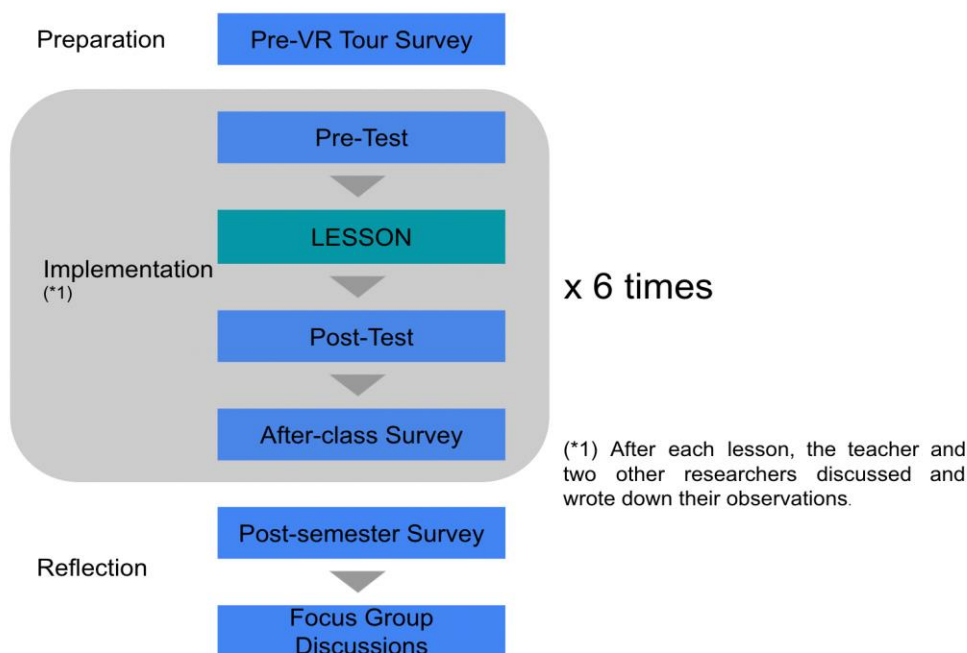 Preparation
Pre-VR Tour Survey
Pre-Test
LESSON
Implementation
(*1)
x 6 times
Post-Test
After-class Survey
(*1) After each lesson, the teacher and
two other researchers discussed and
wrote down their observations.
Post-semester Survey
Reflection
Focus Group
Discussions